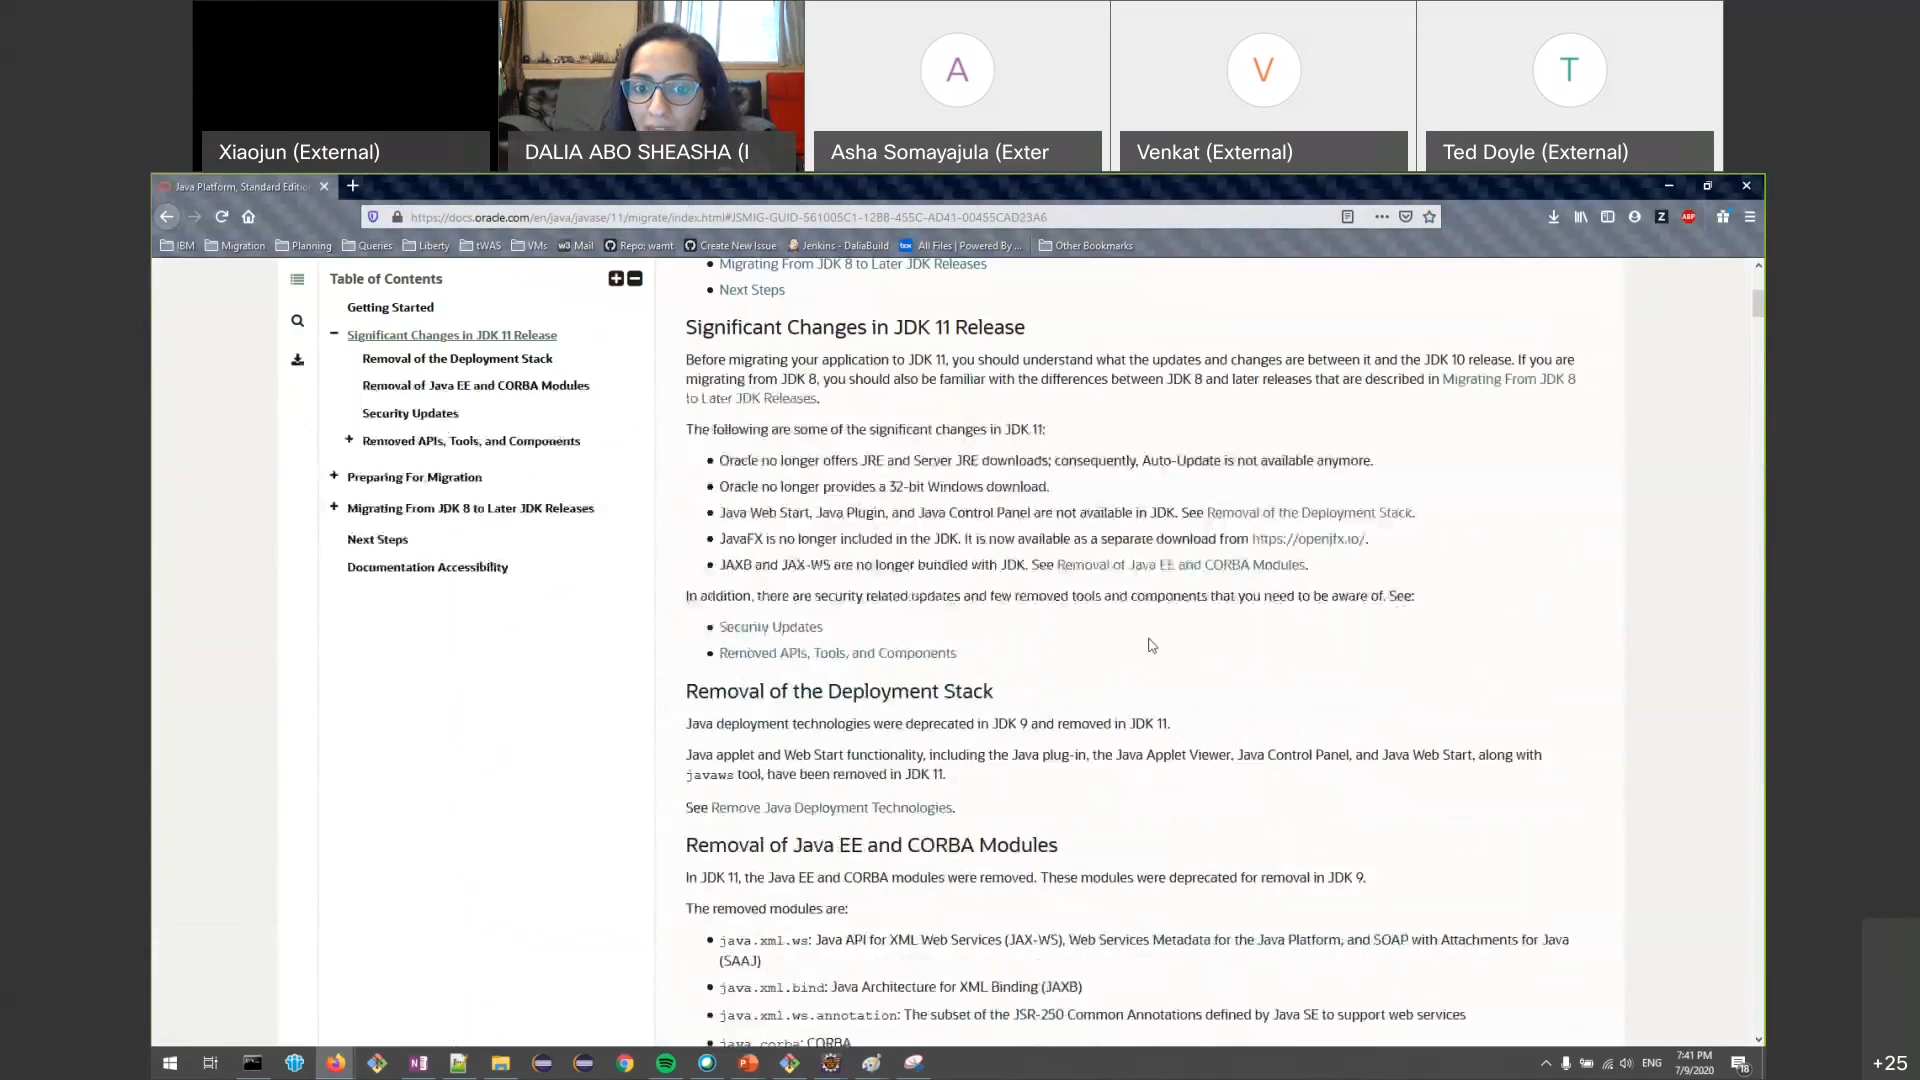 A
V
T
Xiaojun (External)
DALIA ABO SHEASHA (I
Asha Somayajula (Exter
Venkat (External)
Ted Doyle (External)
Java Platform, Standard Editio
https://docs.oracle.com/en/java/javase/11/migrate/index.html#JSMIG-GUID-561005C1-12BB-455C-AD41-00455CAD23A6
Z
ABP
IBM
Migration
Planning
Queries
Liberty
tWAS
VMs
w3 Mail
Repo: wamt
Create New Issue
Jenkins - DaliaBuild
box All Files | Powered By ...
Other Bookmarks
Table of Contents
Getting Started
Significant Changes in JDK 11 Release
Removal of the Deployment Stack
Removal of Java EE and CORBA Modules
Security Updates
Removed APIs, Tools, and Components
Preparing For Migration
Migrating From JDK 8 to Later JDK Releases
Next Steps
Documentation Accessibility
• Migrating From JDK 8 to Later JDK Releases
• Next Steps
Significant Changes in JDK 11 Release
Before migrating your application to JDK 11, you should understand what the updates and changes are between it and the JDK 10 release. If you are
migrating from JDK 8, you should also be familiar with the differences between JDK 8 and later releases that are described in Migrating From JDK 8
to Later JDK Releases.
The following are some of the significant changes in JDK 11:
• Oracle no longer offers JRE and Server JRE downloads; consequently, Auto-Update is not available anymore.
• Oracle no longer provides a 32-bit Windows download.
• Java Web Start, Java Plugin, and Java Control Panel are not available in JDK. See Removal of the Deployment Stack.
• JavaFX is no longer included in the JDK. It is now available as a separate download from https://openjfx.io/.
• JAXB and JAX-WS are no longer bundled with JDK. See Removal of Java EE and CORBA Modules.
In addition, there are security related updates and few removed tools and components that you need to be aware of. See:
• Security Updates
• Removed APIs, Tools, and Components
Removal of the Deployment Stack
Java deployment technologies were deprecated in JDK 9 and removed in JDK 11.
Java applet and Web Start functionality, including the Java plug-in, the Java Applet Viewer, Java Control Panel, and Java Web Start, along with
javaws tool, have been removed in JDK 11.
See Remove Java Deployment Technologies.
Removal of Java EE and CORBA Modules
In JDK 11, the Java EE and CORBA modules were removed. These modules were deprecated for removal in JDK 9.
The removed modules are:
• java.xml.ws: Java API for XML Web Services (JAX-WS), Web Services Metadata for the Java Platform, and SOAP with Attachments for Java
(SAAJ)
• java.xml.bind: Java Architecture for XML Binding (JAXB)
• java.xml.ws.annotation: The subset of the JSR-250 Common Annotations defined by Java SE to support web services
• java.corba: CORBA
ENG
7:41 PM
7/9/2020
18
+25